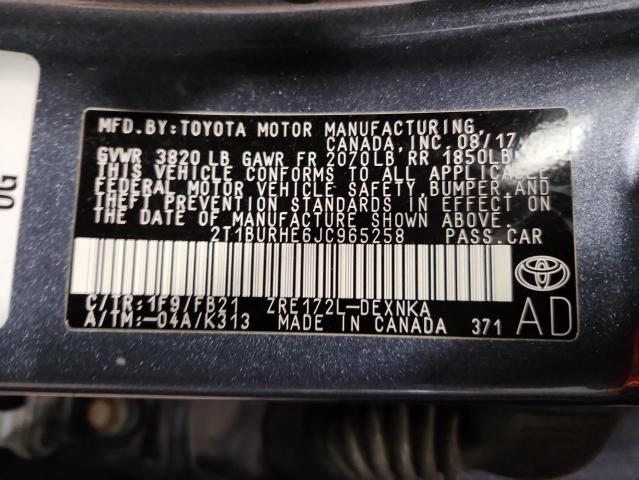 MFD. BY: TOYOTA MOTOR MANUFACTURING,
CANADA, INC. 08/17
GVWR 3820 LB GAWR FR 2070LB, RR 1850LB
THIS VEHICLE CONFORMS TO ALL APPLICABLE
FEDERAL MOTOR VEHICLE SAFETY, BUMPER AND
THEFT PREVENTION STANDARDS IN EFFECT ON
THE DATE OF MANUFACTURE SHOWN ABOVE.
2T1BURHE6JC965258 PASS.CAR
C/TR:1F9/FB21 ZRE172L-DEXNKA
A/TM:-04A/K313 MADE IN CANADA 371
AD
OG